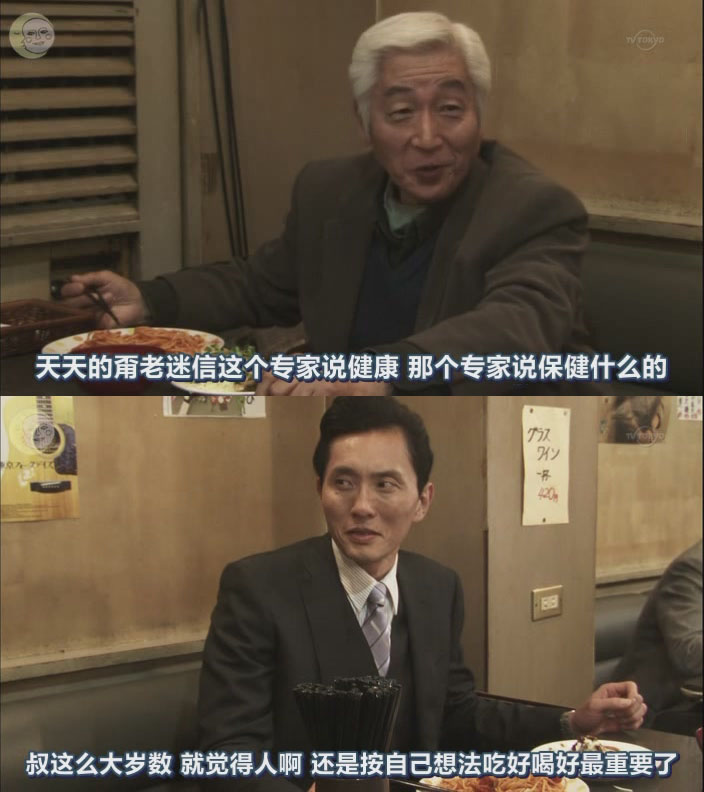 TV TOKYO
天天的甭老迷信这个专家说健康 那个专家说保健什么的
グラス
ワイン
一杯
420円
叔这么大岁数 就觉得人啊 还是按自己想法吃好喝好最重要了